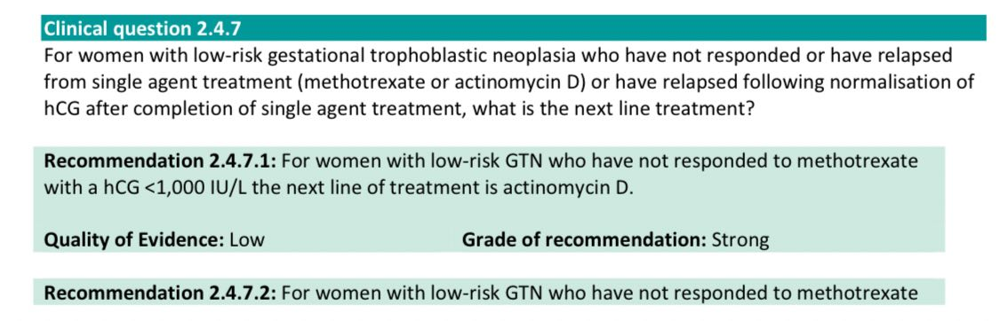 Clinical question 2.4.7
For women with low-risk gestational trophoblastic neoplasia who have not responded or have relapsed
from single agent treatment (methotrexate or actinomycin D) or have relapsed following normalisation of
hCG after completion of single agent treatment, what is the next line treatment?
Recommendation 2.4.7.1: For women with low-risk GTN who have not responded to methotrexate
with a hCG <1,000 IU/L the next line of treatment is actinomycin D.
Quality of Evidence: Low Grade of recommendation: Strong
Recommendation 2.4.7.2: For women with low-risk GTN who have not responded to methotrexate